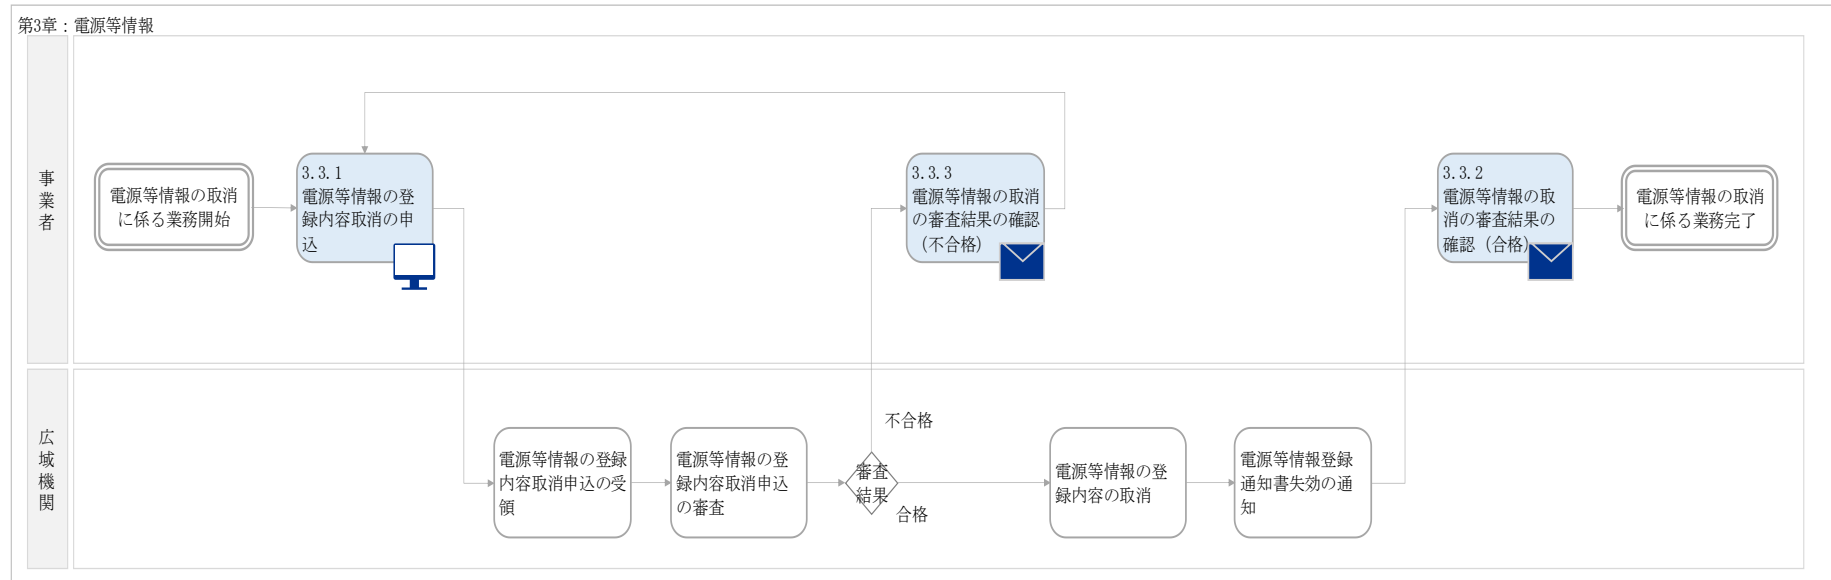 第3章：電源等情報
事
業
者
電源等情報の取消
に係る業務開始
3.3.1
電源等情報の登
録内容取消の申
込
3.3.3
電源等情報の取消
の審査結果の確認
（不合格）
3.3.2
電源等情報の取
消の審査結果の
確認（合格）
電源等情報の取消
に係る業務完了
広
域
機
関
電源等情報の登録
内容取消申込の受
領
電源等情報の登
録内容取消申込
の審査
審査
結果
不合格
合格
電源等情報の登
録内容の取消
電源等情報登録
通知書失効の通
知